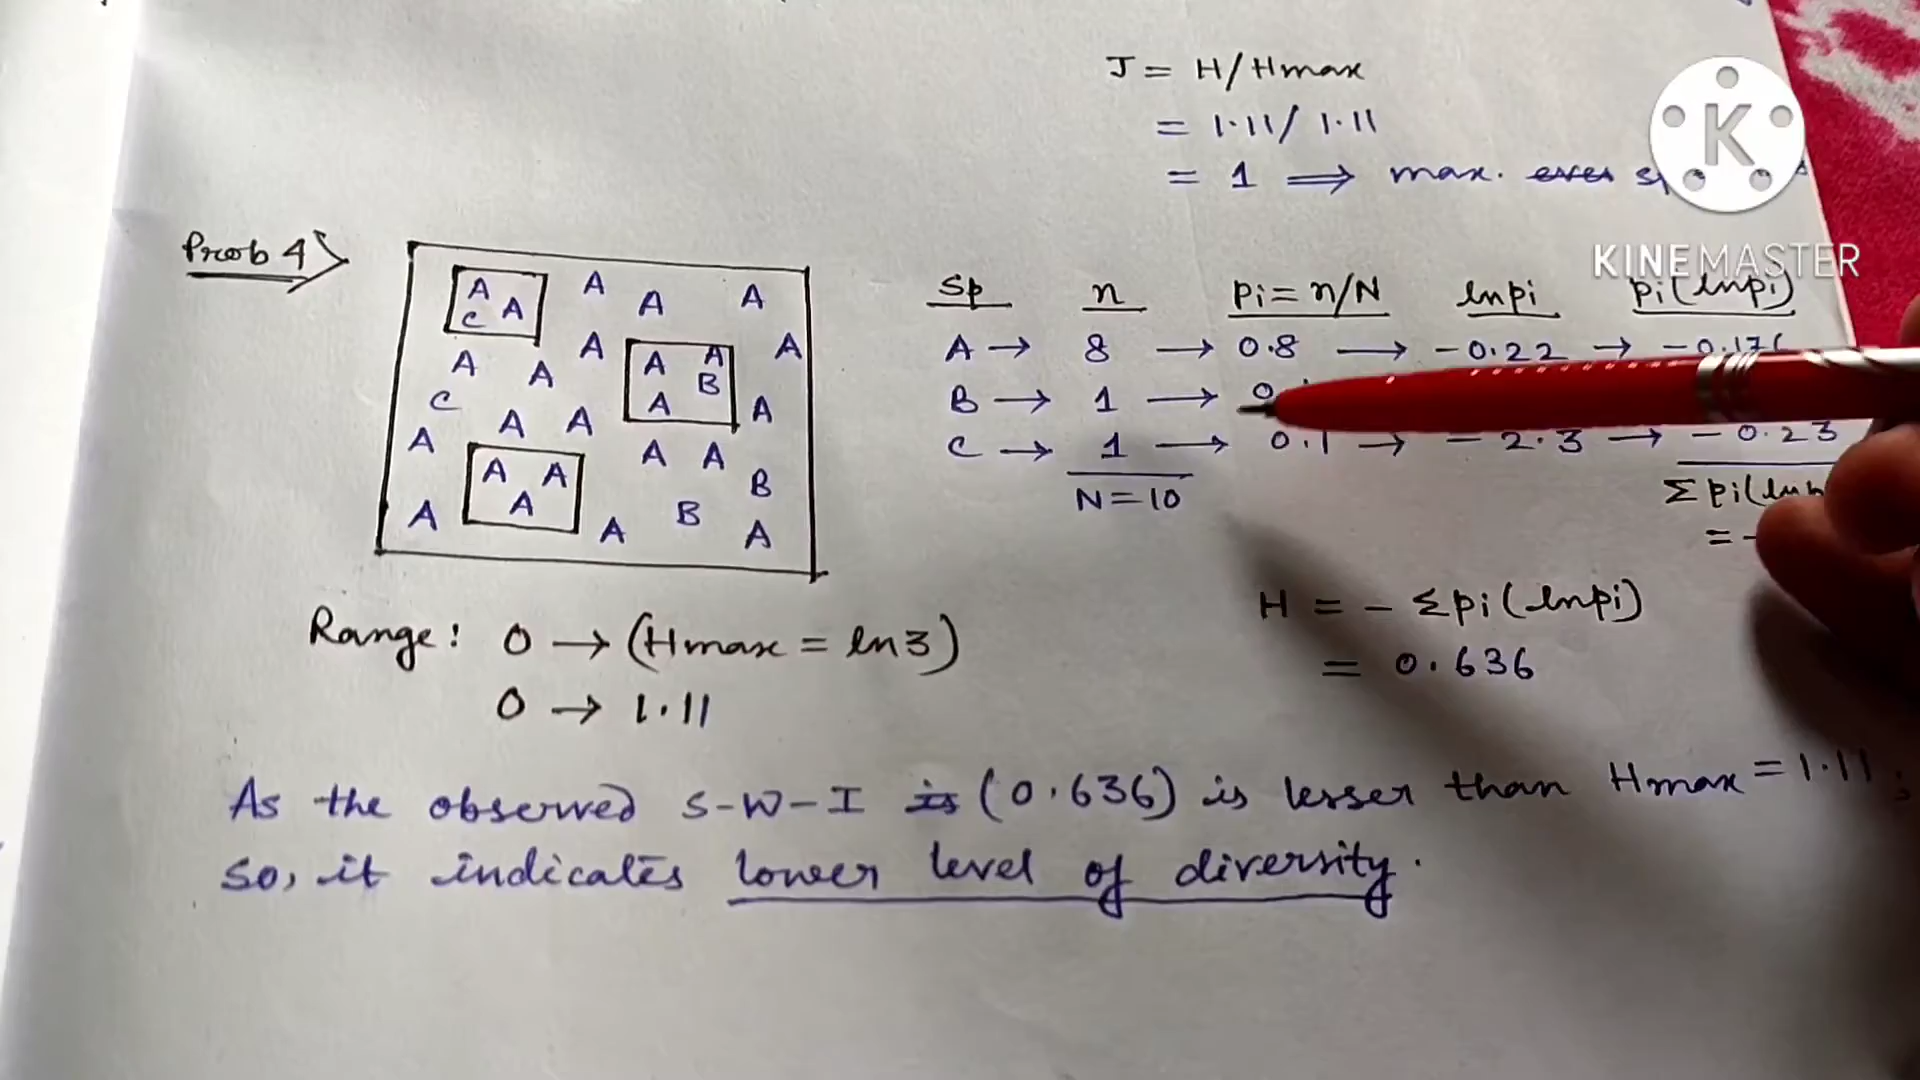 J = H/Hmax
= 1.11/1.11
= 1 ⟹ max.
K
KINEMASTER
Prob 4
A A A A A
C A
A A A
A A A A B
C A A A A
A A A
A A B
A A
A A B A
Sp n pi = n/N lnpi pi(lnpi)
A → 8 → 0.8 → -0.22 →
B → 1 →
C → 1 → 0.1 → -2.3 → -0.23
N=10
H = - Σpi(lnpi)
= 0.636
Range: 0 → (Hmax = ln3)
0 → 1.11
As the observed S-W-I is (0.636) is lesser than Hmax = 1.11;
So, it indicates lower level of diversity.